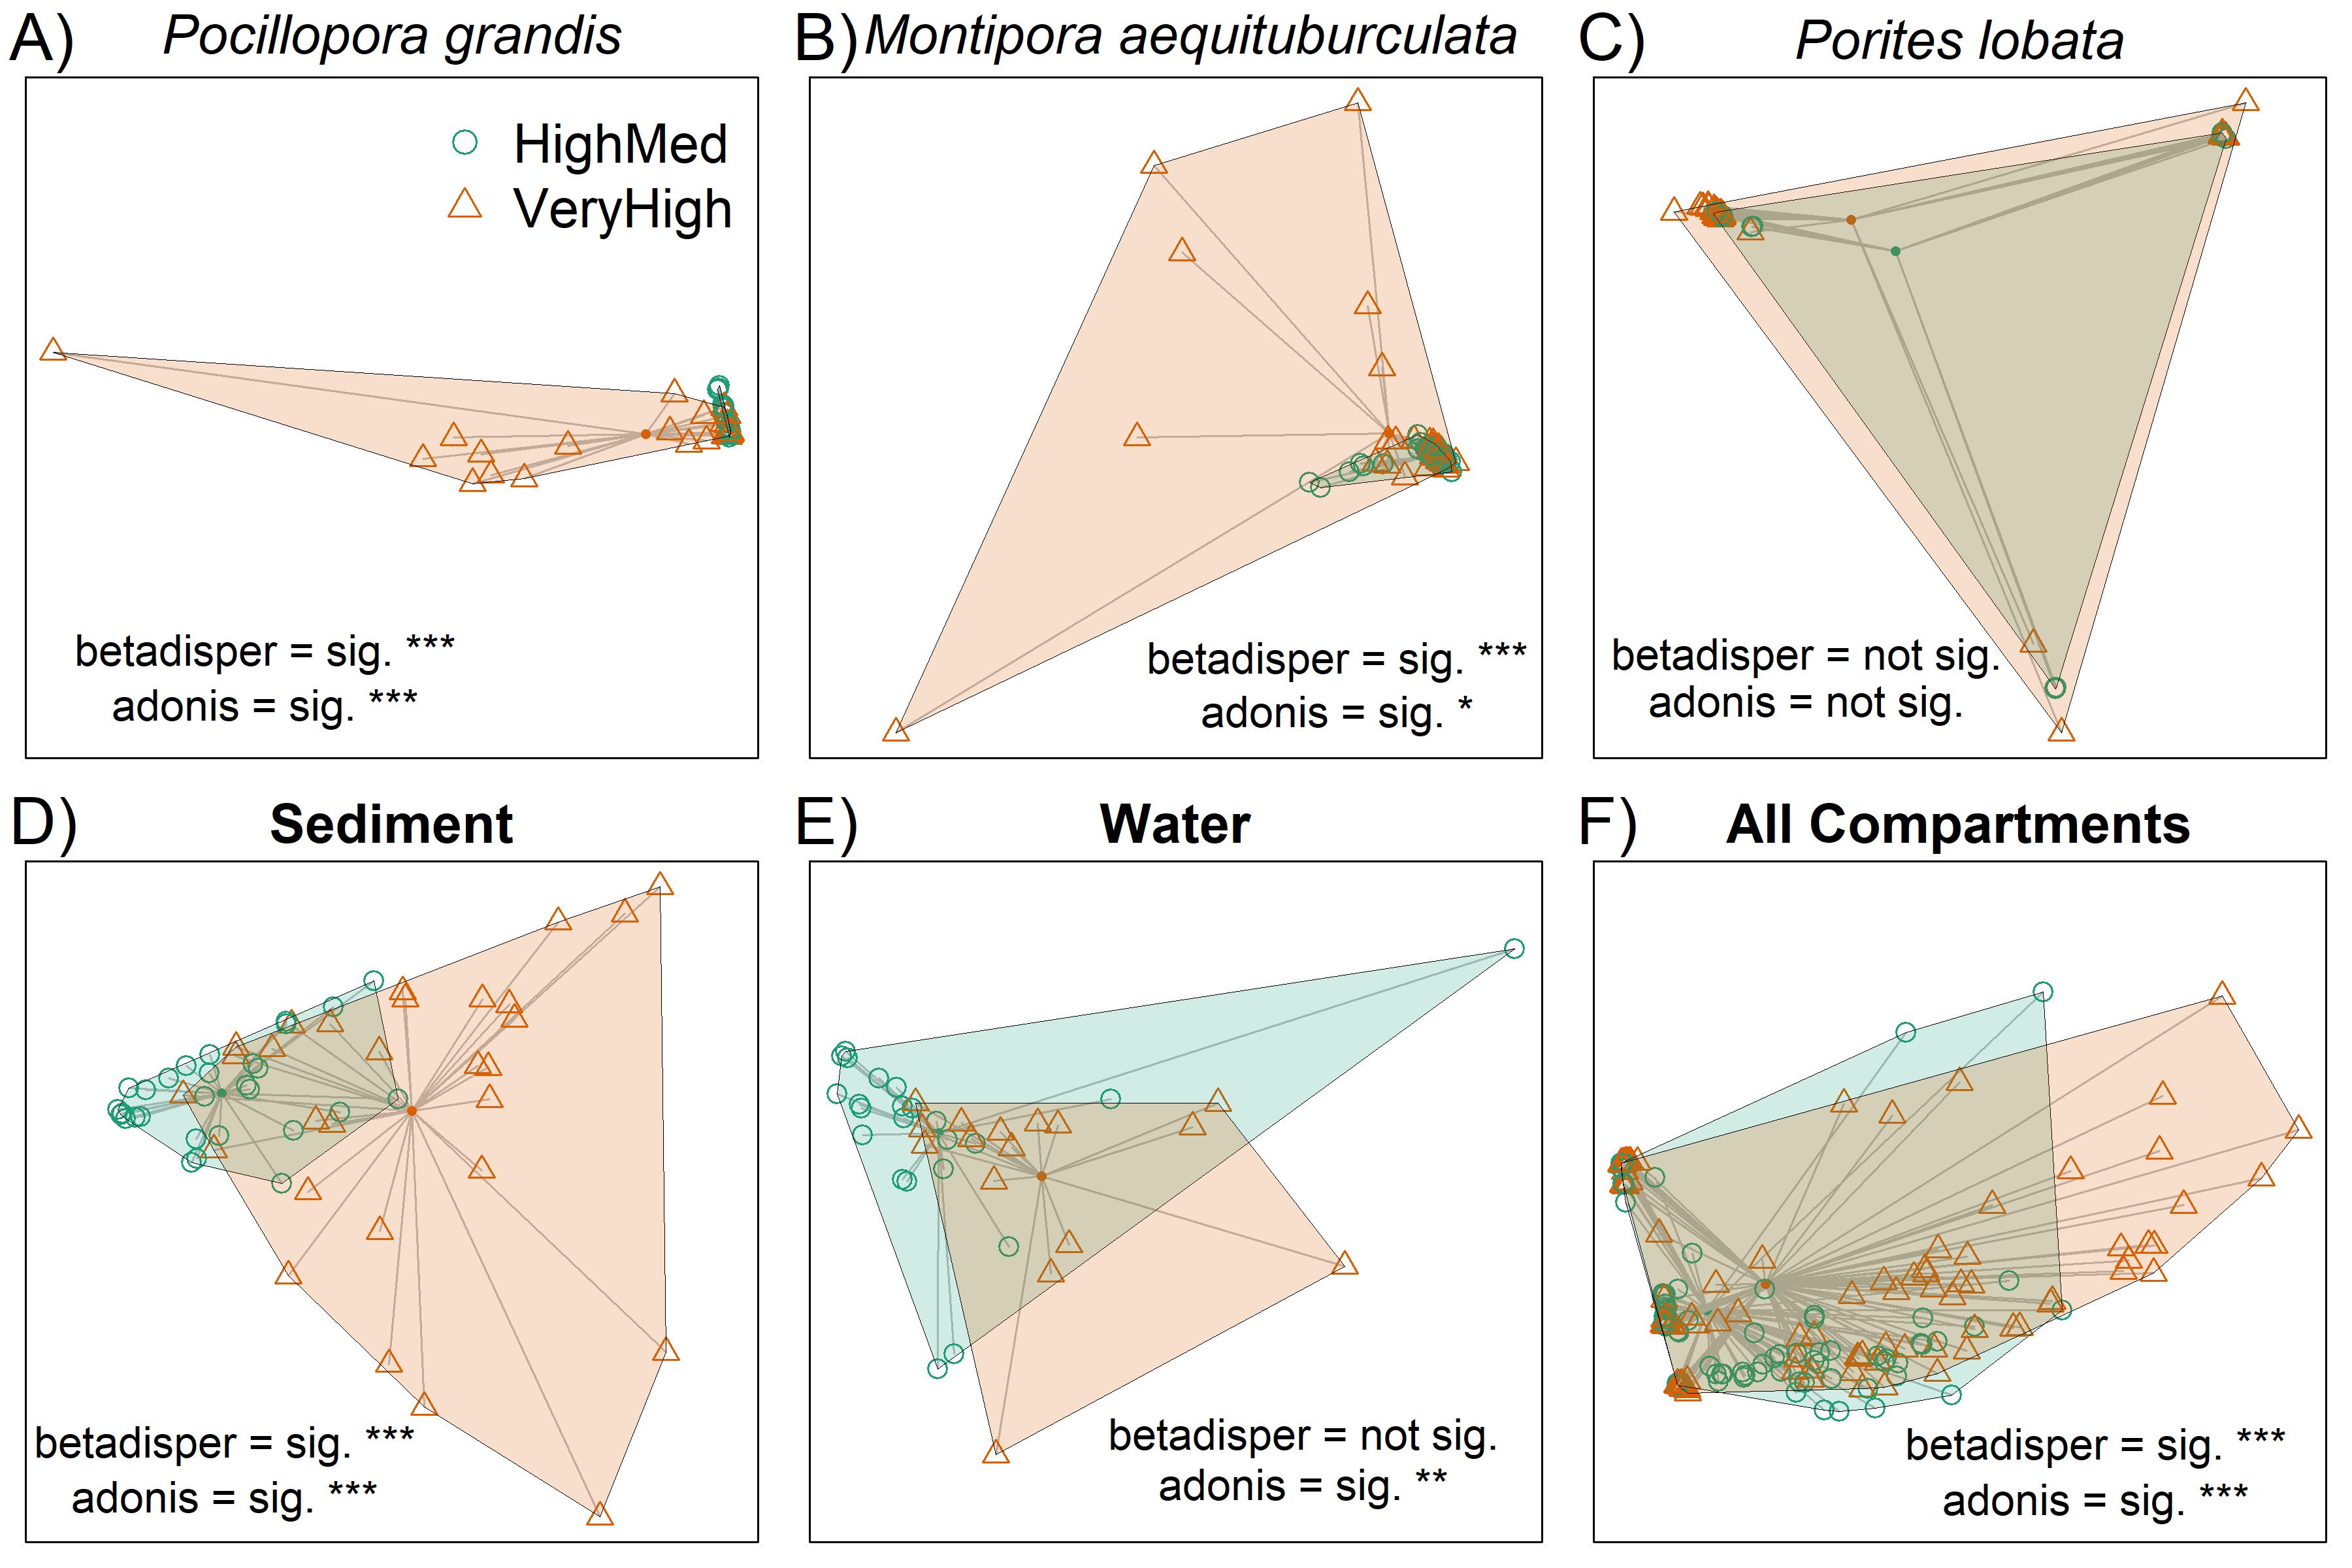 A) Pocillopora grandis
HighMed
VeryHigh
betadisper = sig. ***
adonis = sig. ***
B) Montipora aequituburculata
betadisper = sig. ***
adonis = sig. *
C) Porites lobata
betadisper = not sig.
adonis = not sig.
D) Sediment
betadisper = sig. ***
adonis = sig. ***
E) Water
betadisper = not sig.
adonis = sig. **
F) All Compartments
betadisper = sig. ***
adonis = sig. ***